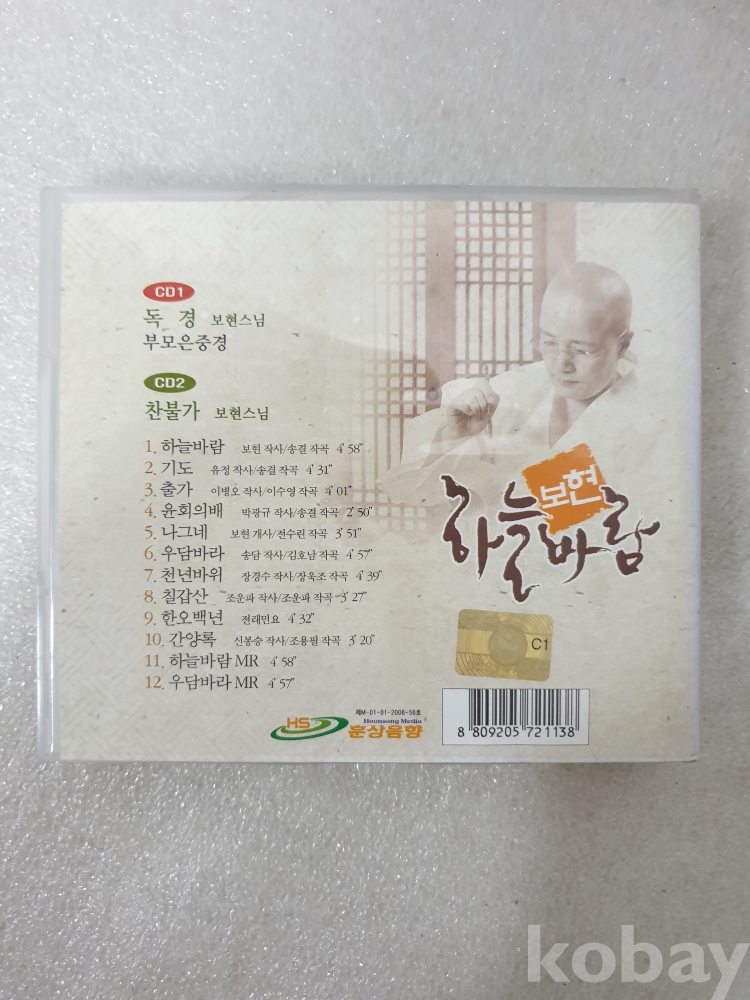 CD1
독 경 보현스님
부모은중경
CD2
찬불가 보현스님
1. 하늘바람 보현 작사/송결 작곡 4' 58"
2. 기도 유정 작사/송결 작곡 4' 31"
3. 출가 이병오 작사/이수영 작곡 4' 01"
4. 윤회의배 박광규 작사/송결 작곡 2' 50"
5. 나그네 보현 개사/전수린 작곡 3' 51"
6. 우담바라 송담 작사/김호남 작곡 4' 57"
7. 천년바위 장경수 작사/장욱조 작곡 4' 39"
8. 칠갑산 조운파 작사/조운파 작곡 3' 27"
9. 한오백년 전래민요 4' 32"
10. 간양록 신봉승 작사/조용필 작곡 3' 20"
11. 하늘바람 MR 4' 58"
12. 우담바라 MR 4' 57"
보현
하늘바람
C1
제M-01-01-2006-56호
HS
Hoonsang Media
훈상음향
8 809205 721138
kobay